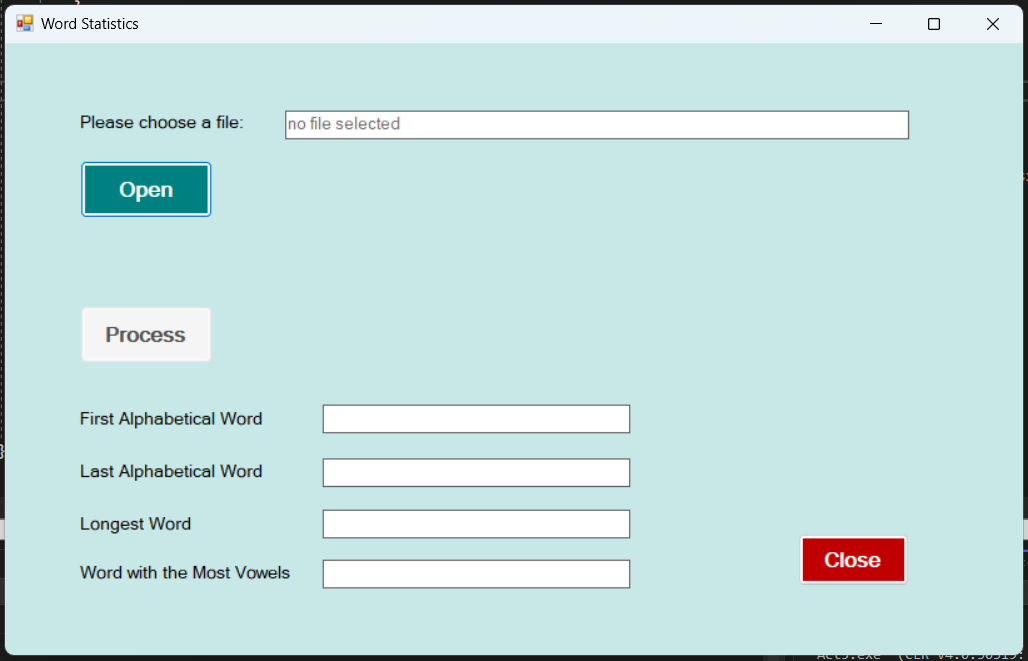 Word Statistics
Please choose a file:
no file selected
Open
Process
First Alphabetical Word
Last Alphabetical Word
Longest Word
Word with the Most Vowels
Close